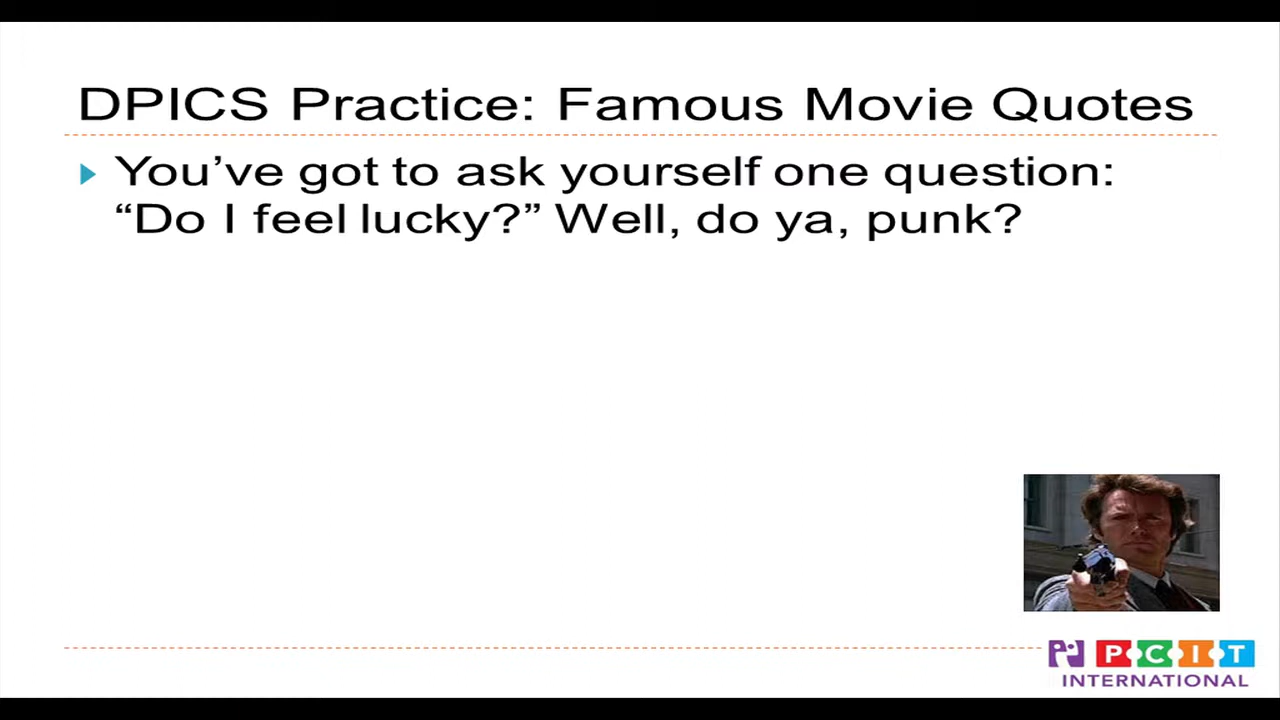 DPICS Practice: Famous Movie Quotes
You’ve got to ask yourself one question:
“Do I feel lucky?” Well, do ya, punk?
PCIT
INTERNATIONAL